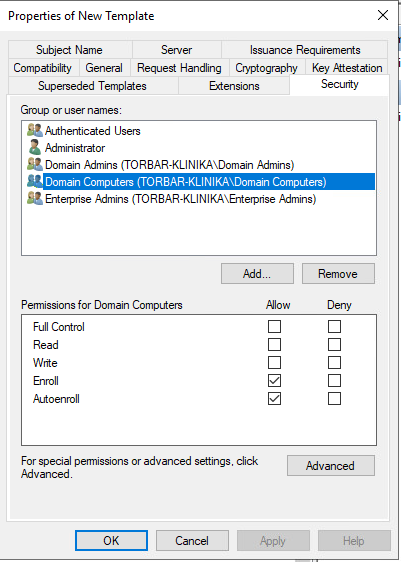 Properties of New Template
Subject Name Server Issuance Requirements
Compatibility General Request Handling Cryptography Key Attestation
Superseded Templates Extensions Security
Group or user names:
Authenticated Users
Administrator
Domain Admins (TORBAR-KLINIKA\Domain Admins)
Domain Computers (TORBAR-KLINIKA\Domain Computers)
Enterprise Admins (TORBAR-KLINIKA\Enterprise Admins)
Add... Remove
Permissions for Domain Computers Allow Deny
Full Control
Read
Write
Enroll
Autoenroll
For special permissions or advanced settings, click
Advanced.
Advanced
OK Cancel Apply Help